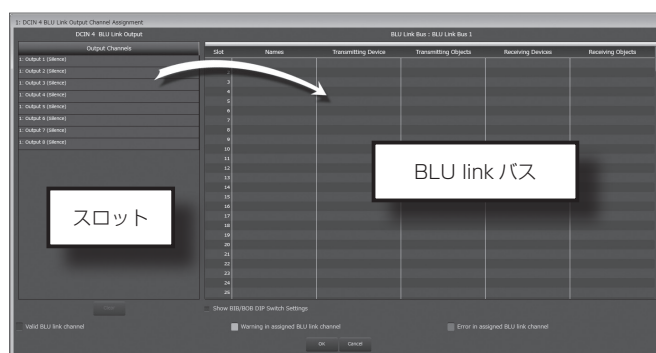 1: DCIN 4 BLU Link Output Channel Assignment
DCIN 4 BLU Link Output
BLU Link Bus : BLU Link Bus 1
Output Channels
Slot Names Transmitting Device Transmitting Objects Receiving Devices Receiving Objects
1: Output 1 (Silence)
1: Output 2 (Silence)
1: Output 3 (Silence)
1: Output 4 (Silence)
1: Output 5 (Silence)
1: Output 6 (Silence)
1: Output 7 (Silence)
1: Output 8 (Silence)
3
4
5
6
7
8
9
10
11
12
13
14
15
16
17
18
19
20
21
22
23
24
25
スロット
BLU link バス
Show BIB/BOB DIP Switch Settings
Valid BLU link channel
Warning in assigned BLU link channel
Error in assigned BLU link channel
OK Cancel